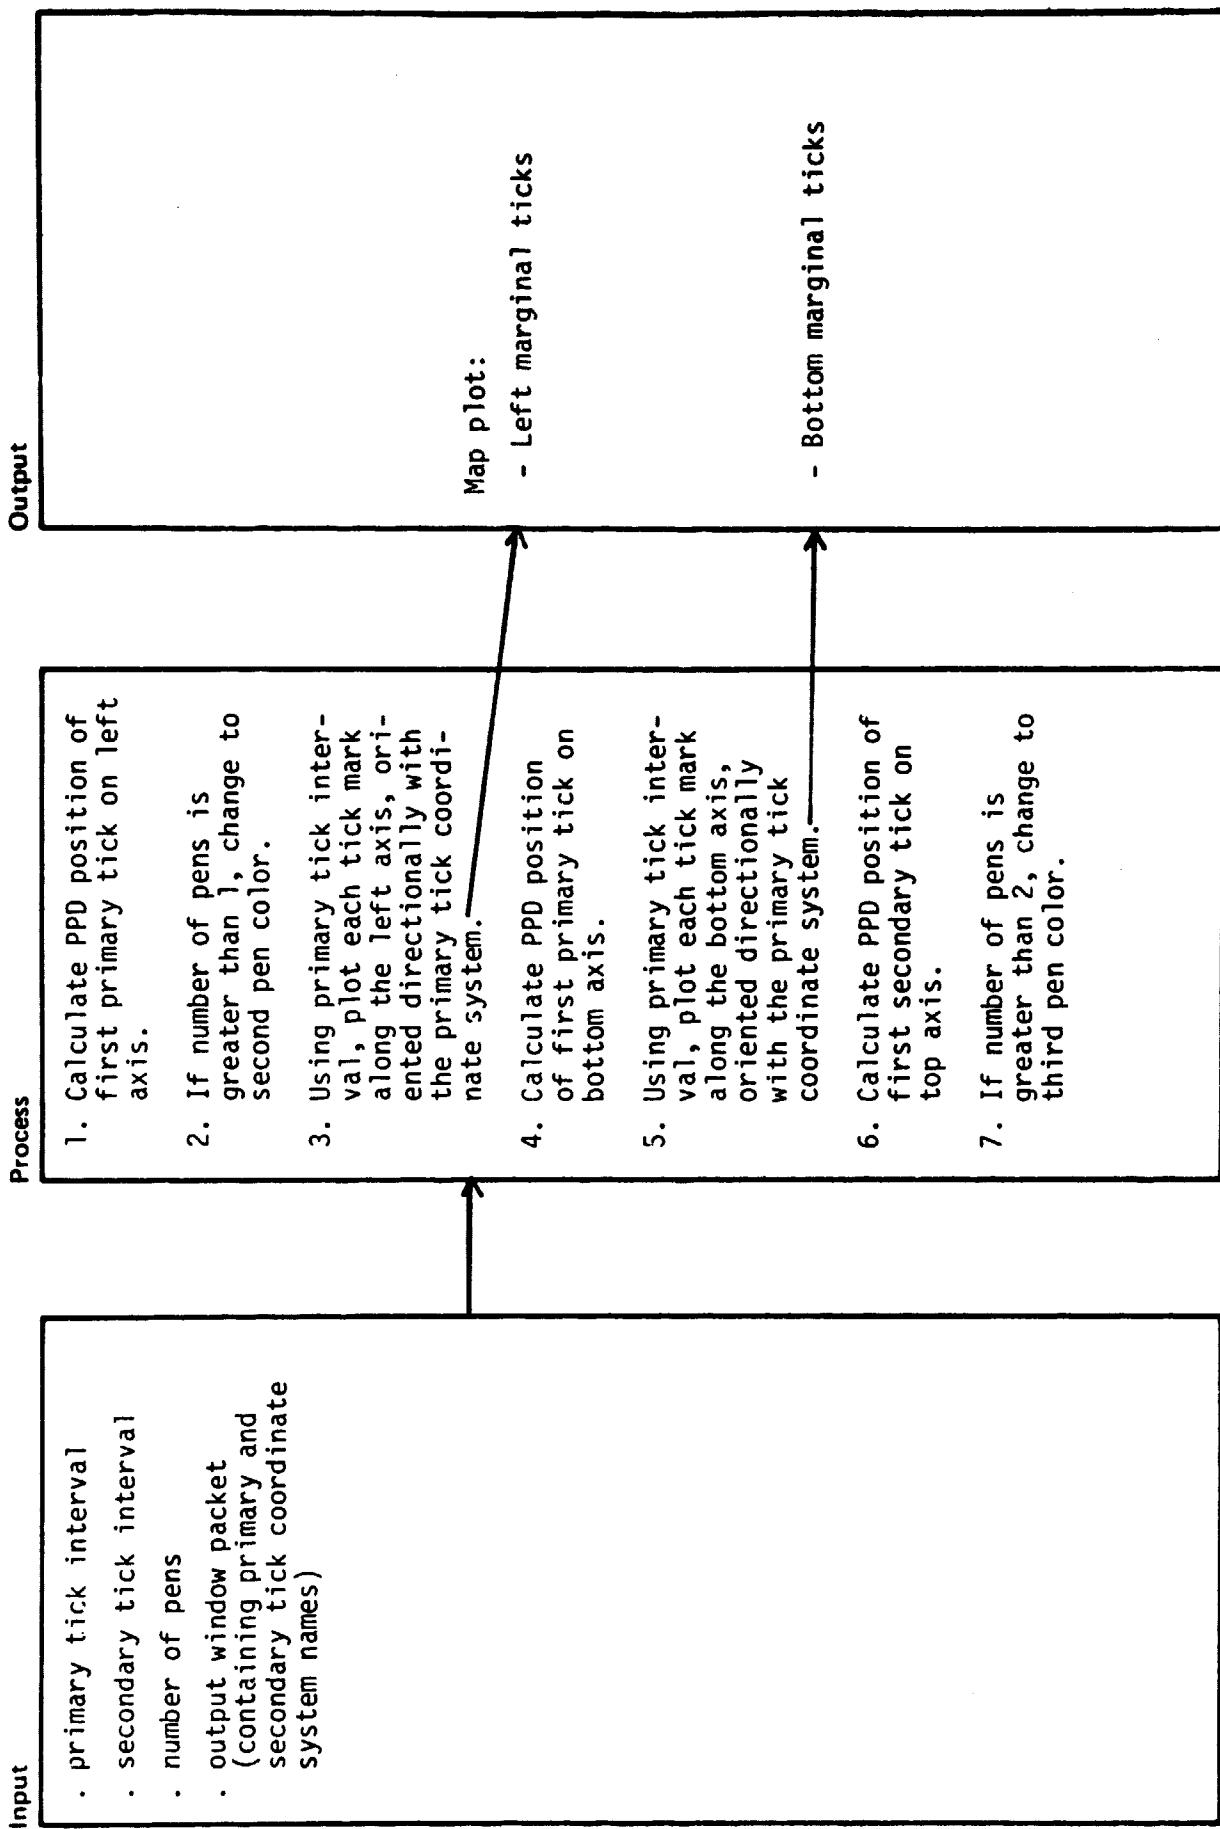 Input
. primary tick interval
. secondary tick interval
. number of pens
. output window packet
(containing primary and
secondary tick coordinate
system names)
Process
1. Calculate PPD position of
first primary tick on left
axis.
2. If number of pens is
greater than 1, change to
second pen color.
3. Using primary tick inter-
val, plot each tick mark
along the left axis, ori-
ented directionally with
the primary tick coordi-
nate system.
4. Calculate PPD position
of first primary tick on
bottom axis.
5. Using primary tick inter-
val, plot each tick mark
along the bottom axis,
oriented directionally
with the primary tick
coordinate system.
6. Calculate PPD position of
first secondary tick on
top axis.
7. If number of pens is
greater than 2, change to
third pen color.
Output
Map plot:
- Left marginal ticks
- Bottom marginal ticks